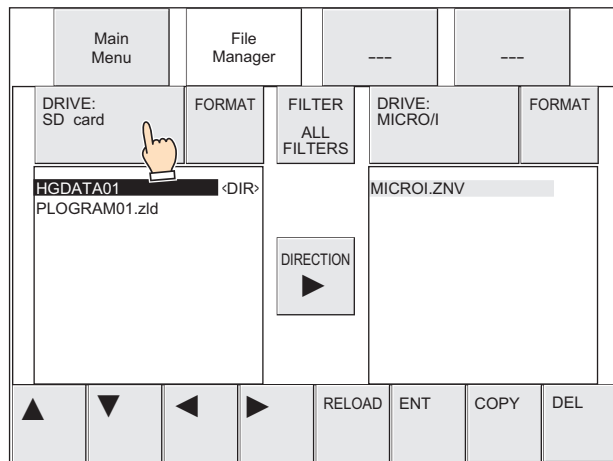 Main
Menu
File
Manager
---
---
DRIVE:
SD card
FORMAT
FILTER
ALL
FILTERS
DRIVE:
MICRO/I
FORMAT
HGDATA01 <DIR>
PLOGRAM01.zld
MICROI.ZNV
DIRECTION
RELOAD
ENT
COPY
DEL